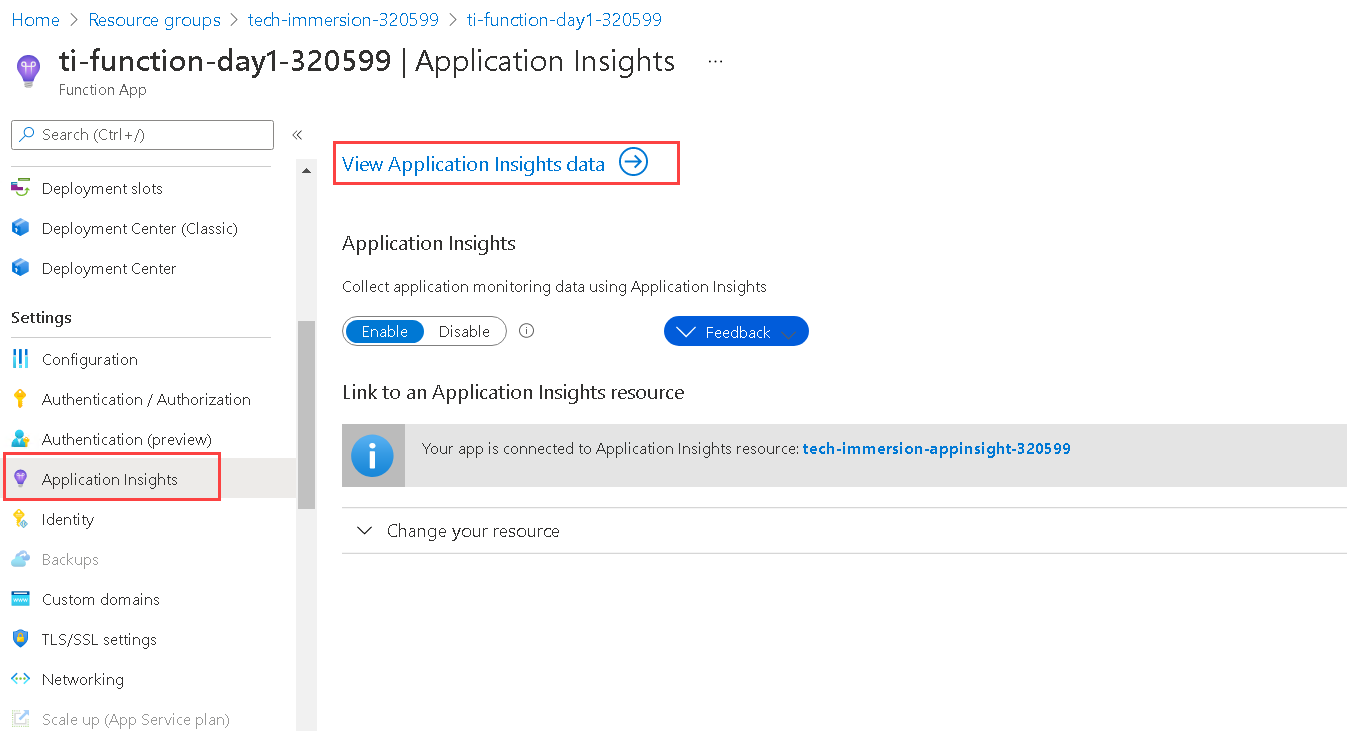 Home > Resource groups > tech-immersion-320599 > ti-function-day1-320599
ti-function-day1-320599 | Application Insights ...
Function App
Search (Ctrl+/) «
Deployment slots
Deployment Center (Classic)
Deployment Center
Settings
Configuration
Authentication / Authorization
Authentication (preview)
Application Insights
Identity
Backups
Custom domains
TLS/SSL settings
Networking
Scale up (App Service plan)
View Application Insights data
Application Insights
Collect application monitoring data using Application Insights
Enable Disable Feedback
Link to an Application Insights resource
Your app is connected to Application Insights resource: tech-immersion-appinsight-320599
Change your resource